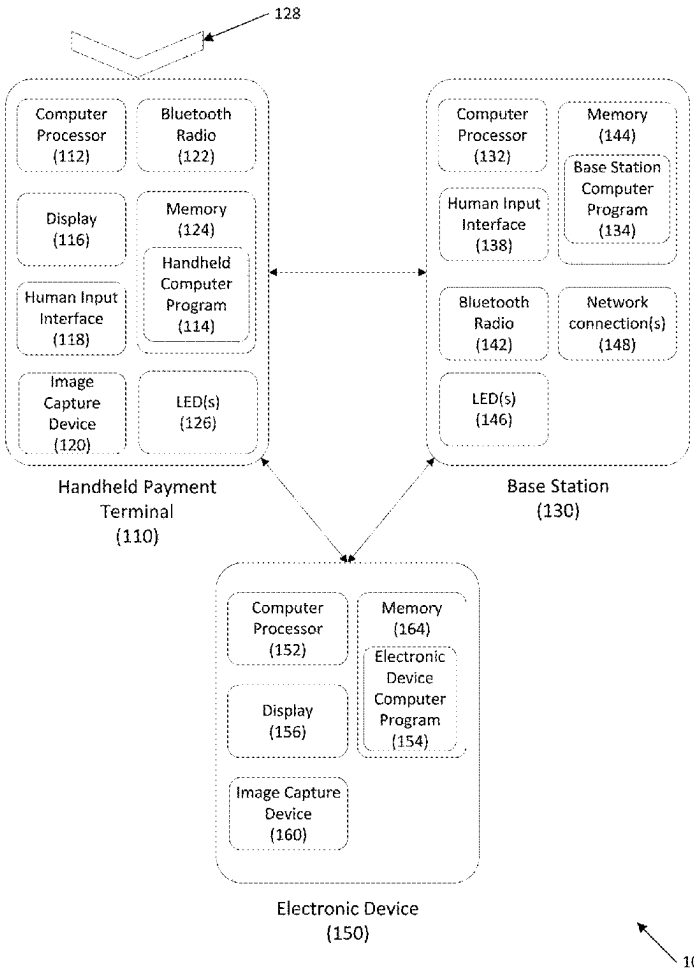 128
Computer
Processor
(112)
Bluetooth
Radio
(122)
Display
(116)
Memory
(124)
Handheld
Computer
Program
(114)
Human Input
Interface
(118)
Image
Capture
Device
(120)
LED(s)
(126)
Handheld Payment
Terminal
(110)
Computer
Processor
(132)
Memory
(144)
Base Station
Computer
Program
(134)
Human Input
Interface
(138)
Bluetooth
Radio
(142)
Network
connection(s)
(148)
LED(s)
(146)
Base Station
(130)
Computer
Processor
(152)
Memory
(164)
Electronic
Device
Computer
Program
(154)
Display
(156)
Image Capture
Device
(160)
Electronic Device
(150)